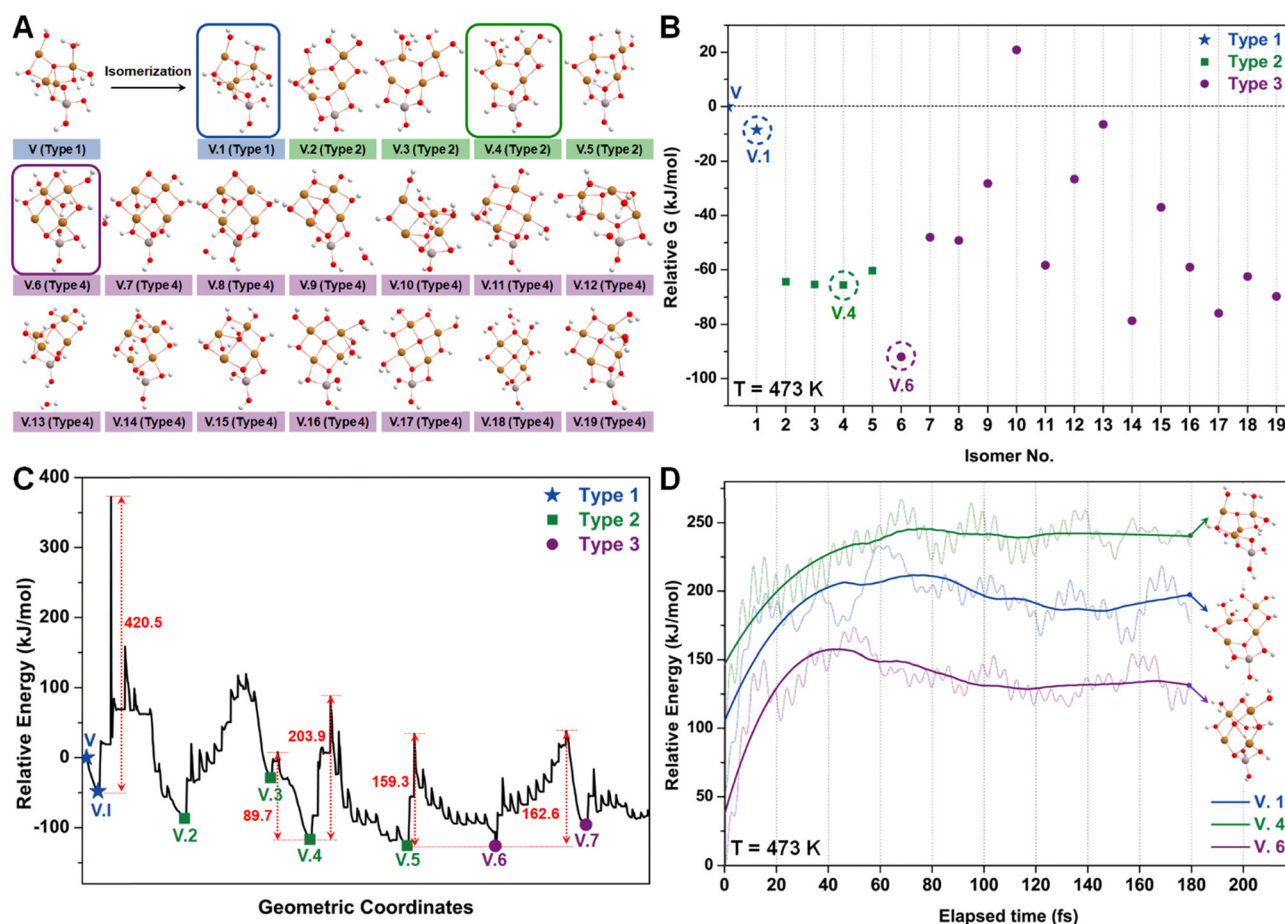 A
Isomerization
V (Type 1)
V.1 (Type 1)
V.2 (Type 2)
V.3 (Type 2)
V.4 (Type 2)
V.5 (Type 2)
V.6 (Type 4)
V.7 (Type 4)
V.8 (Type 4)
V.9 (Type 4)
V.10 (Type 4)
V.11 (Type 4)
V.12 (Type 4)
V.13 (Type 4)
V.14 (Type 4)
V.15 (Type 4)
V.16 (Type 4)
V.17 (Type 4)
V.18 (Type 4)
V.19 (Type 4)
B
Relative G (kJ/mol)
20
0
-20
-40
-60
-80
-100
Type 1
Type 2
Type 3
V
V.1
V.4
V.6
T = 473 K
1 2 3 4 5 6 7 8 9 10 11 12 13 14 15 16 17 18 19
Isomer No.
C
Relative Energy (kJ/mol)
400
300
200
100
0
-100
Type 1
Type 2
Type 3
420.5
203.9
89.7
159.3
162.6
V
V.I
V.2
V.3
V.4
V.5
V.6
V.7
Geometric Coordinates
D
Relative Energy (kJ/mol)
250
200
150
100
50
0
T = 473 K
V. 1
V. 4
V. 6
0 20 40 60 80 100 120 140 160 180 200
Elapsed time (fs)